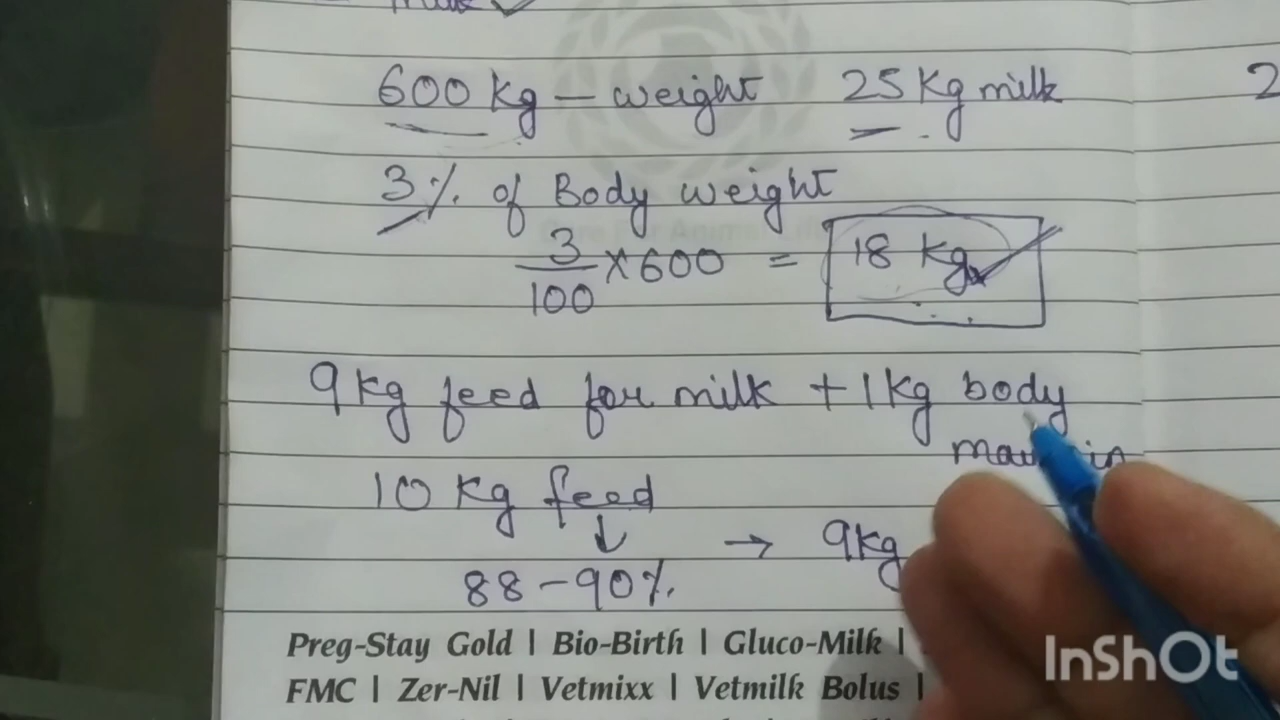 600 kg — weight 25 Kg milk 2
3% of Body weight
3/100 × 600 = 18 Kg
9 kg feed for milk + 1 kg body
10 kg feed
↓ → 9 kg
88 - 90%.
Preg-Stay Gold | Bio-Birth | Gluco-Milk |
FMC | Zer-Nil | Vetmixx | Vetmilk Bolus |
InShOt